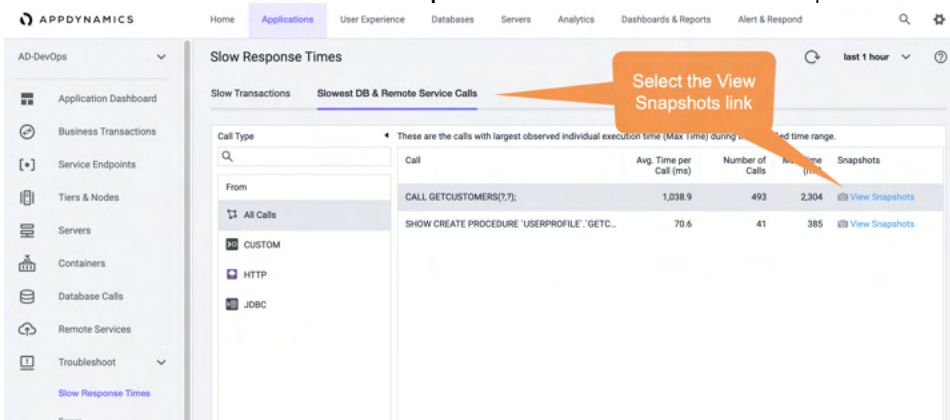 APPDYNAMICS
Home Applications User Experience Databases Servers Analytics Dashboards & Reports Alert & Respond
AD-DevOps
Slow Response Times
last 1 hour
Select the View
Snapshots link
Slow Transactions Slowest DB & Remote Service Calls
Application Dashboard
Business Transactions
Service Endpoints
Tiers & Nodes
Servers
Containers
Database Calls
Remote Services
Troubleshoot
Slow Response Times
Call Type
From
All Calls
CUSTOM
HTTP
JDBC
These are the calls with largest observed individual execution time (Max Time) during time range.
Call Avg. Time per Call (ms) Number of Calls Snapshots
CALL GETCUSTOMERS(?,?); 1,038.9 493 2,304 View Snapshots
SHOW CREATE PROCEDURE `USERPROFILE`.`GETC... 70.6 41 385 View Snapshots